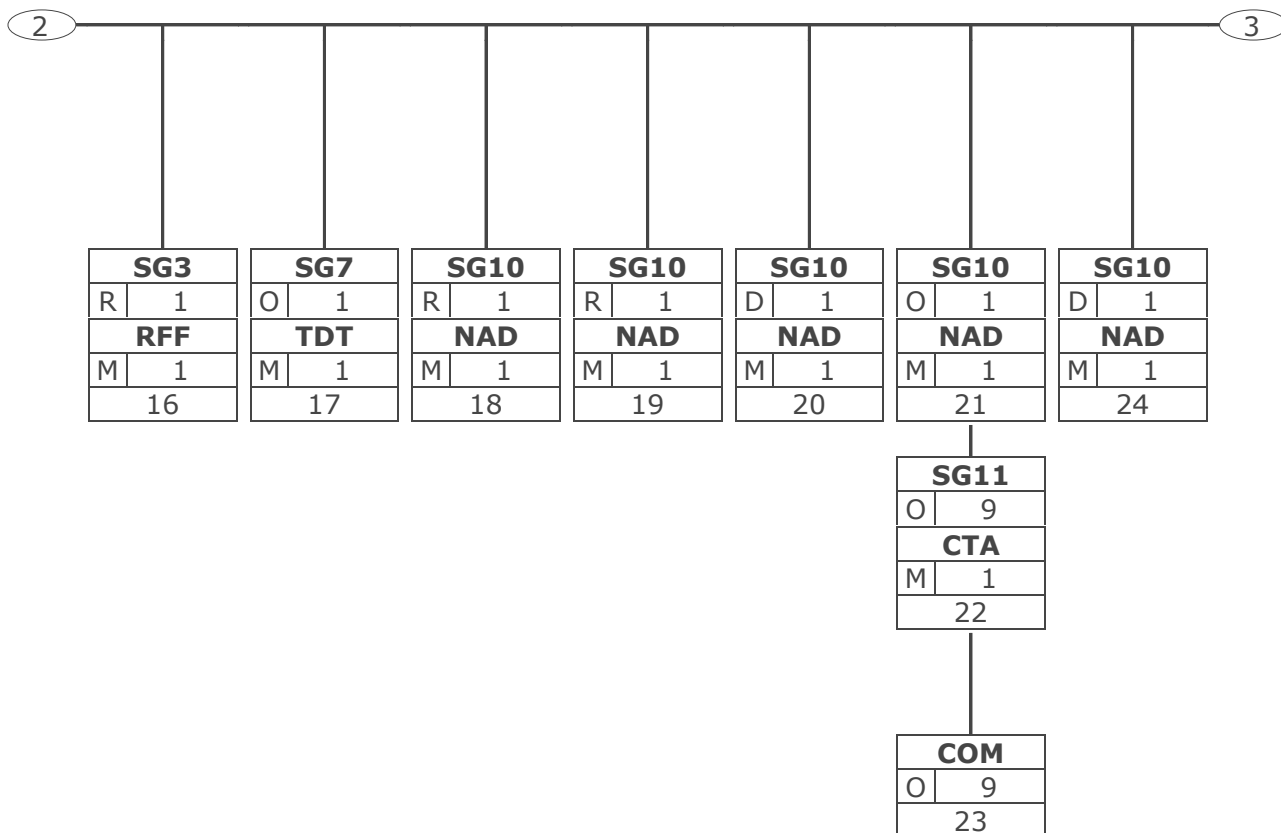 2 3
SG3 SG7 SG10 SG10 SG10 SG10 SG10
R 1 O 1 R 1 R 1 D 1 O 1 D 1
RFF TDT NAD NAD NAD NAD NAD
M 1 M 1 M 1 M 1 M 1 M 1 M 1
16 17 18 19 20 21 24
SG11
O 9
CTA
M 1
22
COM
O 9
23